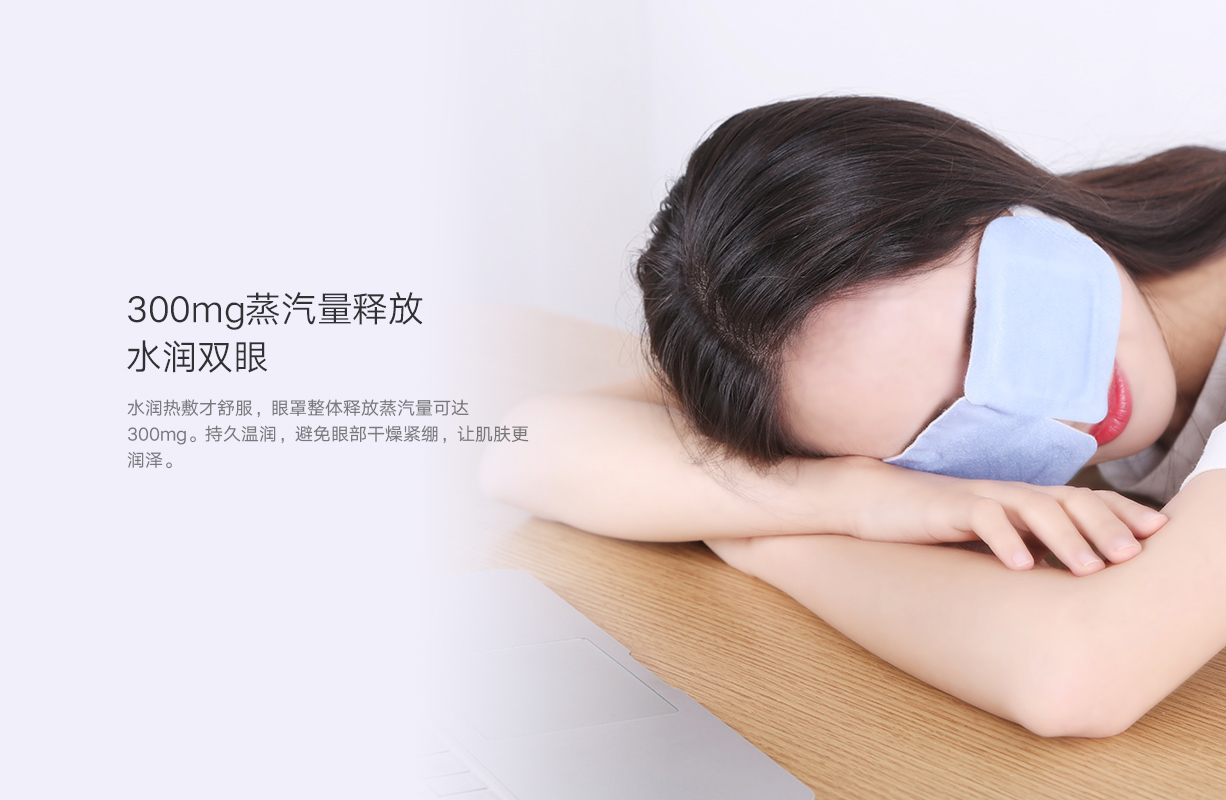 300mg蒸汽量释放
水润双眼
水润热敷才舒服，眼罩整体释放蒸汽量可达
300mg。持久温润，避免眼部干燥紧绷，让肌肤更
润泽。